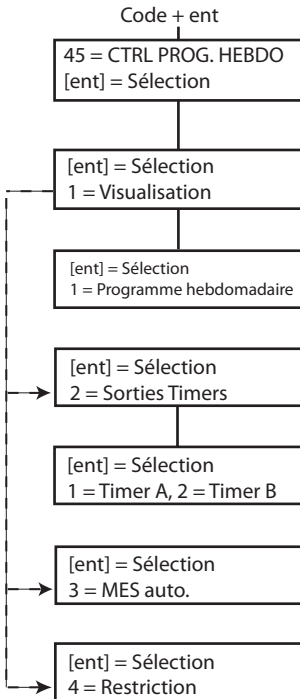 Code + ent
45 = CTRL PROG. HEBDO
[ent] = Sélection
[ent] = Sélection
1 = Visualisation
[ent] = Sélection
1 = Programme hebdomadaire
[ent] = Sélection
2 = Sorties Timers
[ent] = Sélection
1 = Timer A, 2 = Timer B
[ent] = Sélection
3 = MES auto.
[ent] = Sélection
4 = Restriction